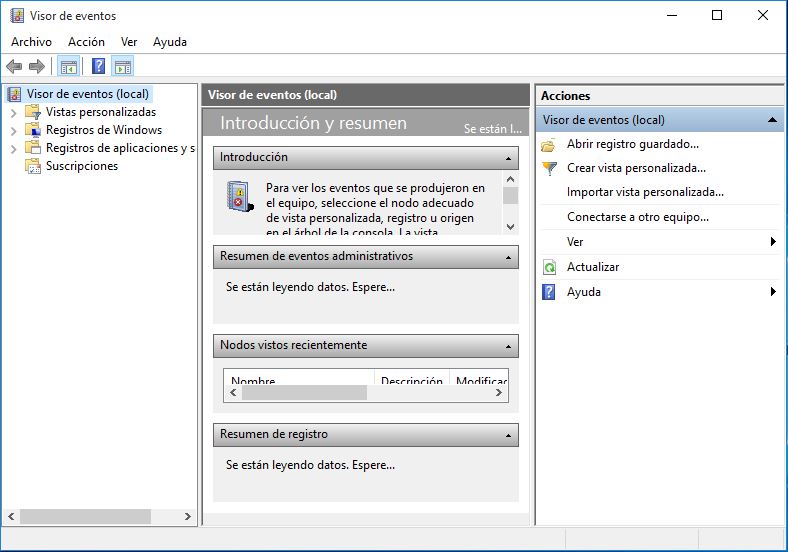 Visor de eventos
Archivo Acción Ver Ayuda
Visor de eventos (local)
Vistas personalizadas
Registros de Windows
Registros de aplicaciones y s
Suscripciones
Visor de eventos (local)
Introducción y resumen
Se están l...
Introducción
Para ver los eventos que se produjeron en
el equipo, seleccione el nodo adecuado
de vista personalizada, registro u origen
en el árbol de la consola. La vista
Resumen de eventos administrativos
Se están leyendo datos. Espere...
Nodos vistos recientemente
Nombre Descripción Modificac
Resumen de registro
Se están leyendo datos. Espere...
Acciones
Visor de eventos (local)
Abrir registro guardado...
Crear vista personalizada...
Importar vista personalizada...
Conectarse a otro equipo...
Ver
Actualizar
Ayuda